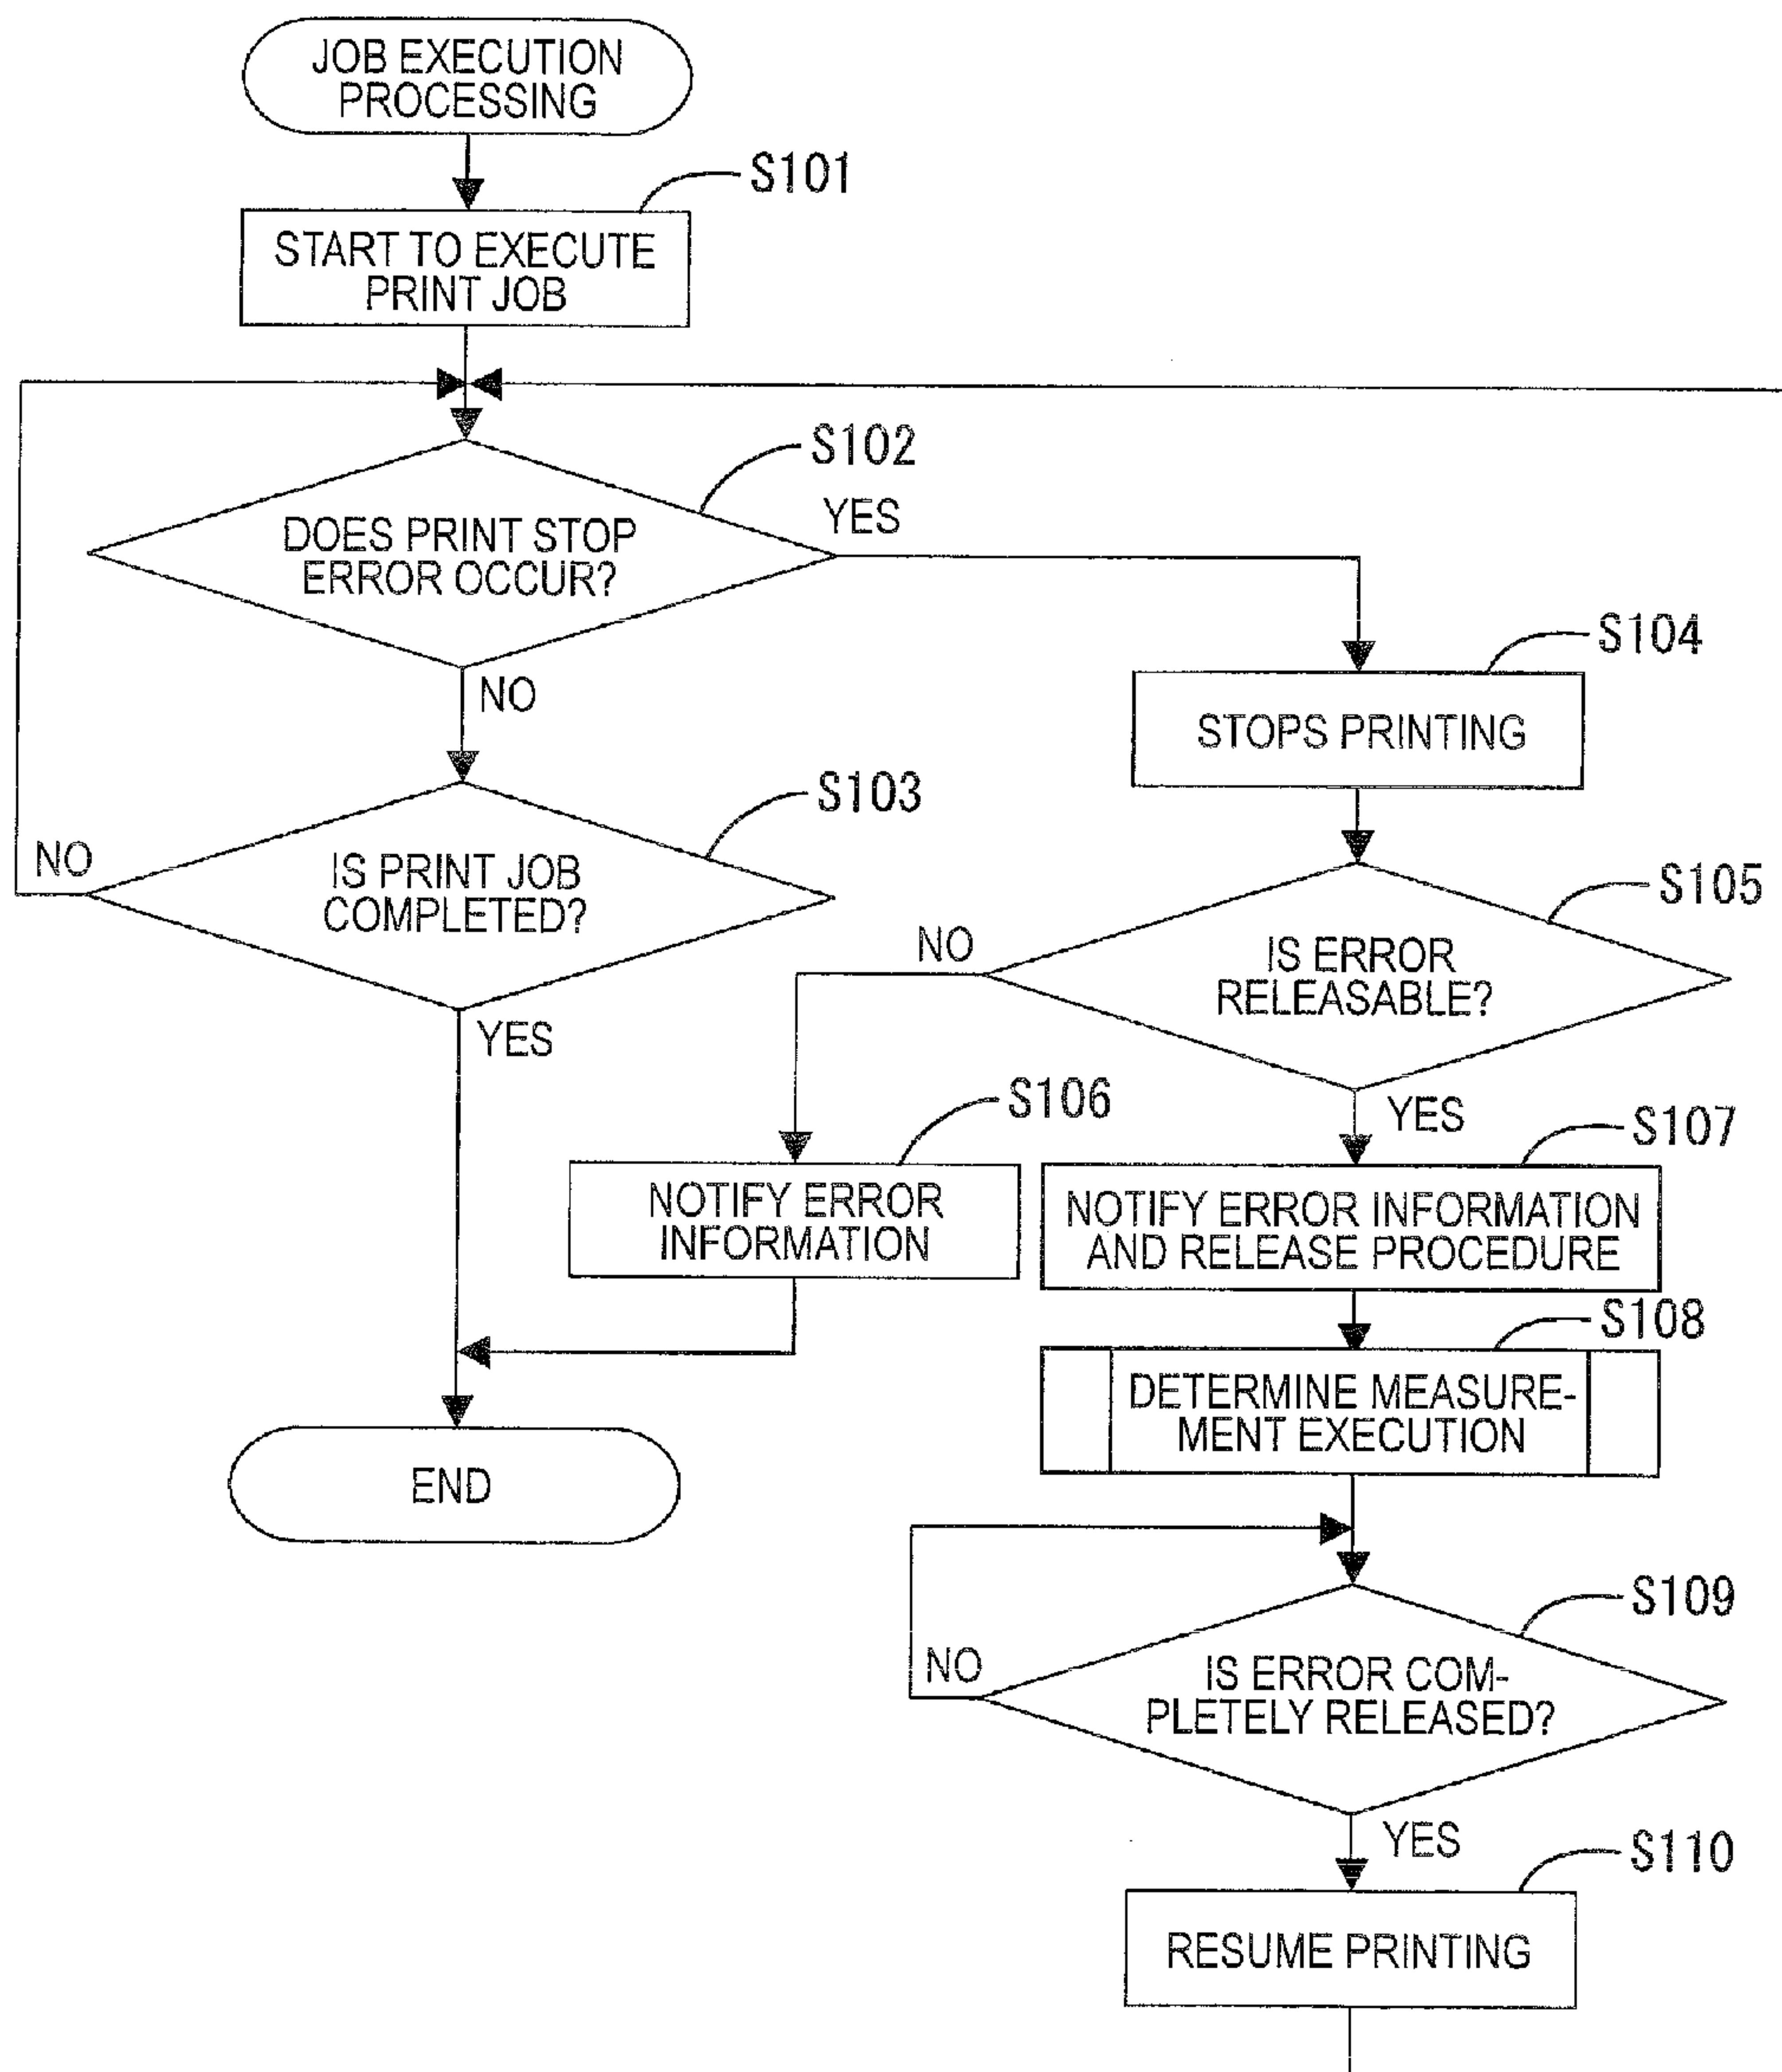 JOB EXECUTION
PROCESSING
S101
START TO EXECUTE
PRINT JOB
S102
YES
DOES PRINT STOP
ERROR OCCUR?
NO
S104
STOPS PRINTING
S103
NO
IS PRINT JOB
COMPLETED?
YES
S105
NO
IS ERROR
RELEASABLE?
YES
S106
NOTIFY ERROR
INFORMATION
S107
NOTIFY ERROR INFORMATION
AND RELEASE PROCEDURE
S108
DETERMINE MEASURE-
MENT EXECUTION
END
S109
NO
IS ERROR COM-
PLETELY RELEASED?
YES
S110
RESUME PRINTING